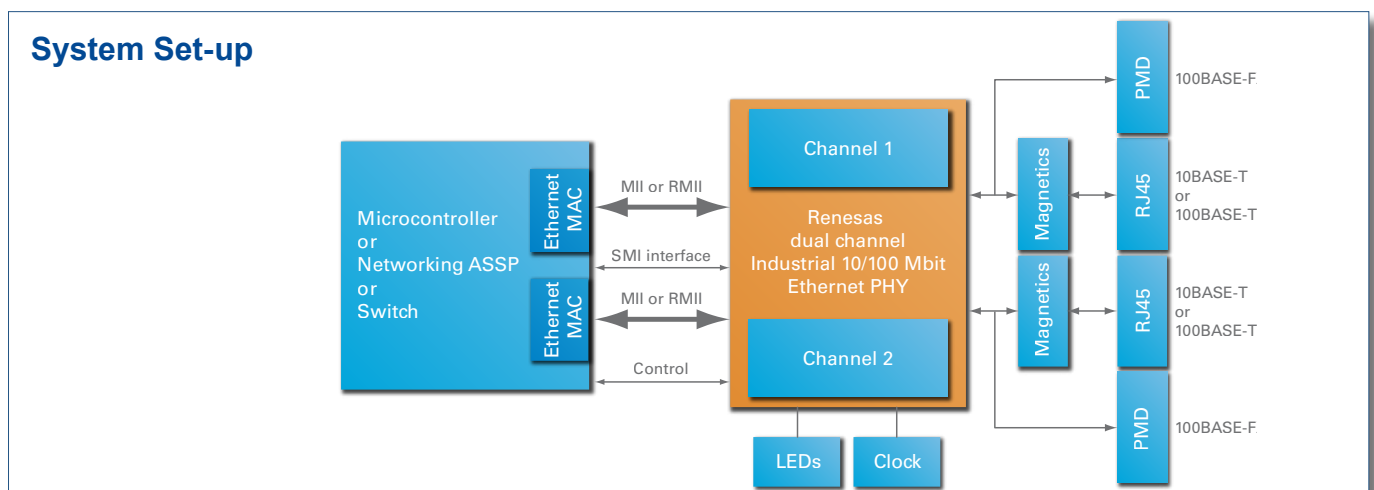 System Set-up
Microcontroller
or
Networking ASSP
or
Switch
Ethernet
MAC
Ethernet
MAC
MII or RMII
SMI interface
MII or RMII
Control
Channel 1
Renesas
dual channel
Industrial 10/100 Mbit
Ethernet PHY
Channel 2
LEDs
Clock
Magnetics
Magnetics
PMD
100BASE-F
RJ45
10BASE-T
or
100BASE-T
RJ45
10BASE-T
or
100BASE-T
PMD
100BASE-F